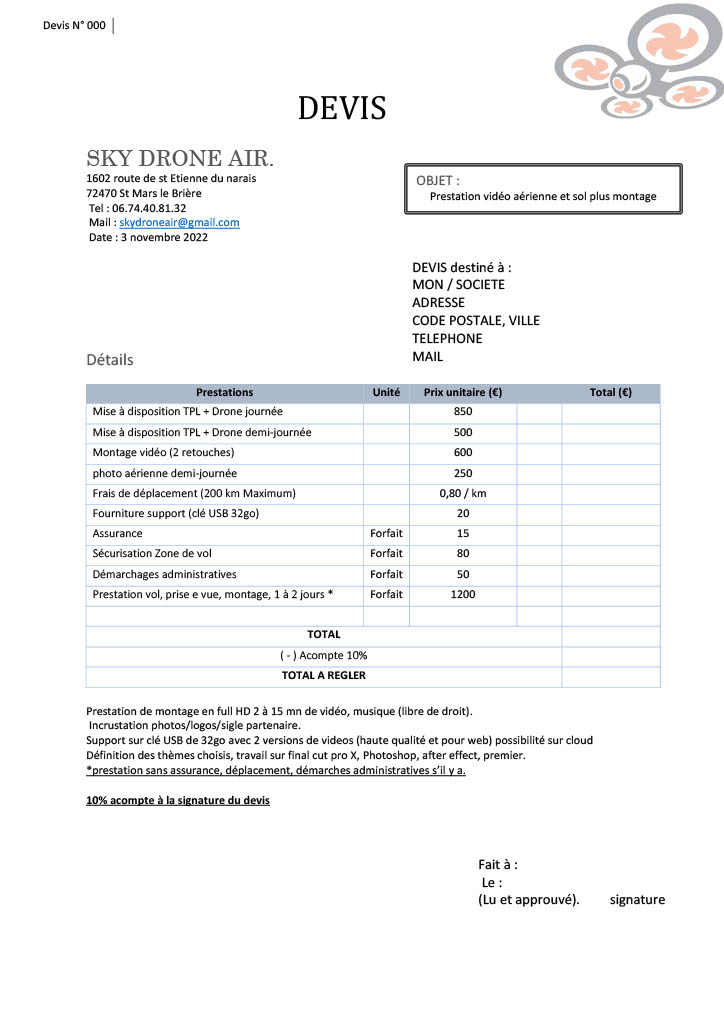 Devis N° 000
DEVIS
SKY DRONE AIR.
1602 route de st Etienne du narais
72470 St Mars le Brière
Tel : 06.74.40.81.32
Mail : skydroneair@gmail.com
Date : 3 novembre 2022
OBJET :
Prestation vidéo aérienne et sol plus montage
DEVIS destiné à :
MON / SOCIETE
ADRESSE
CODE POSTALE, VILLE
TELEPHONE
MAIL
Détails
Prestations Unité Prix unitaire (€) Total (€)
Mise à disposition TPL + Drone journée 850
Mise à disposition TPL + Drone demi-journée 500
Montage vidéo (2 retouches) 600
photo aérienne demi-journée 250
Frais de déplacement (200 km Maximum) 0,80 / km
Fourniture support (clé USB 32go) 20
Assurance Forfait 15
Sécurisation Zone de vol Forfait 80
Démarchages administratives Forfait 50
Prestation vol, prise e vue, montage, 1 à 2 jours * Forfait 1200
TOTAL
( - ) Acompte 10%
TOTAL A REGLER
Prestation de montage en full HD 2 à 15 mn de vidéo, musique (libre de droit).
Incrustation photos/logos/sigle partenaire.
Support sur clé USB de 32go avec 2 versions de videos (haute qualité et pour web) possibilité sur cloud
Définition des thèmes choisis, travail sur final cut pro X, Photoshop, after effect, premier.
*prestation sans assurance, déplacement, démarches administratives s'il y a.
10% acompte à la signature du devis
Fait à :
Le :
(Lu et approuvé). signature